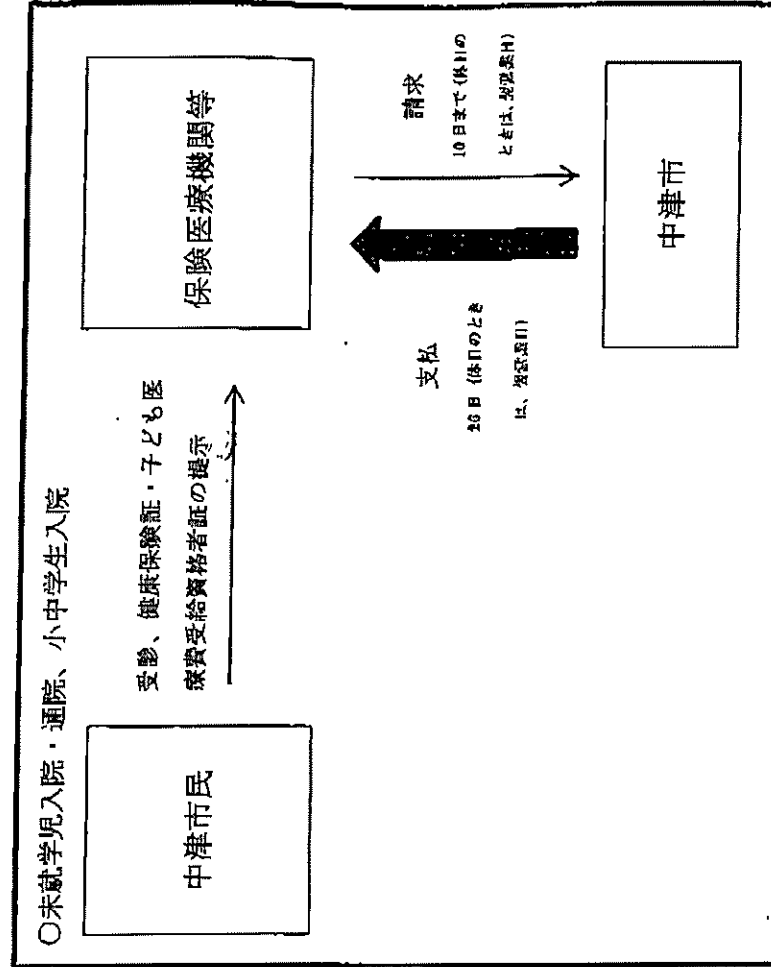 ○未就学児入院・通院、小中学生入院
中津市民
受診、健康保険証・子ども医
療費受給資格者証の提示
保険医療機関等
支払
26日（休日のとき
は、翌営業日）
請求
10日まで（休日の
ときは、翌営業日）
中津市